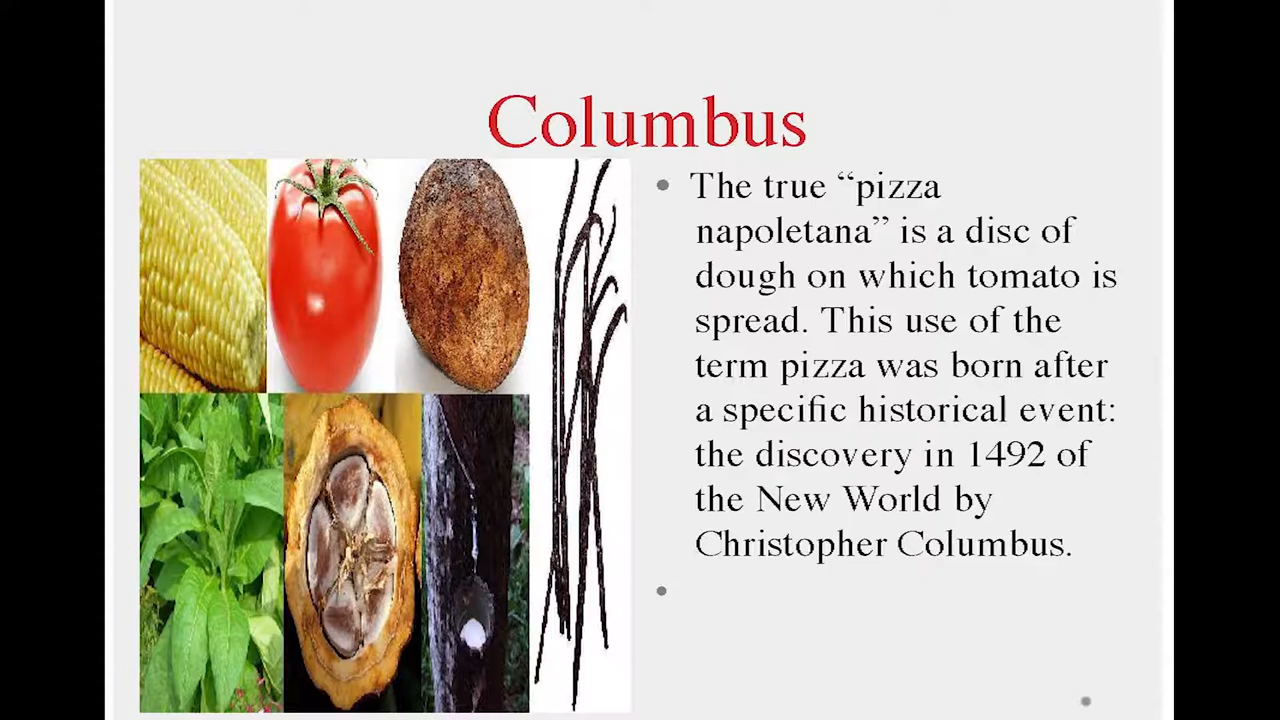 Columbus
The true “pizza
napoletana” is a disc of
dough on which tomato is
spread. This use of the
term pizza was born after
a specific historical event:
the discovery in 1492 of
the New World by
Christopher Columbus.